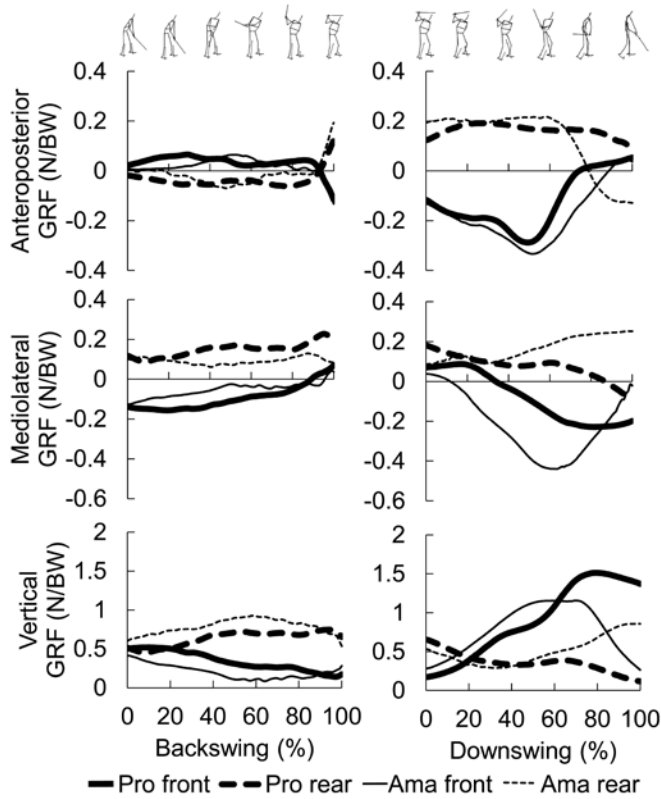 0.4 0.4
0.2 0.2
0 0
-0.2 -0.2
-0.4 -0.4
Anteroposterior
GRF (N/BW)
0.4 0.4
0.2 0.2
0 0
-0.2 -0.2
-0.4 -0.4
-0.6 -0.6
Mediolateral
GRF (N/BW)
2 2
1.5 1.5
1 1
0.5 0.5
0 0
Vertical
GRF (N/BW)
0 20 40 60 80 100 0 20 40 60 80 100
Backswing (%) Downswing (%)
Pro front Pro rear Ama front Ama rear